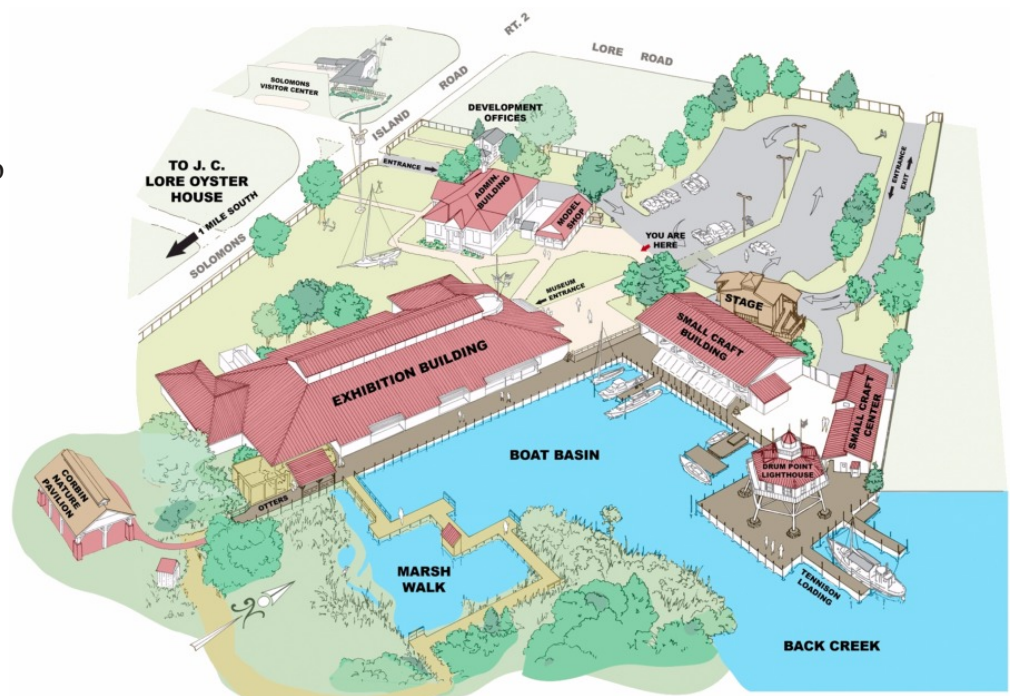 RT. 2
LORE ROAD
SOLOMONS
VISITOR CENTER
ISLAND ROAD
DEVELOPMENT
OFFICES
ENTRANCE
TO J. C.
LORE OYSTER
HOUSE
1 MILE SOUTH
SOLOMONS
ADMIN.
BUILDING
MODEL
SHOP
ENTRANCE
EXIT
YOU ARE
HERE
MUSEUM
ENTRANCE
STAGE
SMALL CRAFT
BUILDING
EXHIBITION BUILDING
SMALL CRAFT
CENTER
BOAT BASIN
DRUM POINT
LIGHTHOUSE
CORBIN
NATURE
PAVILION
OTTERS
MARSH
WALK
TENNISON
LOADING
BACK CREEK